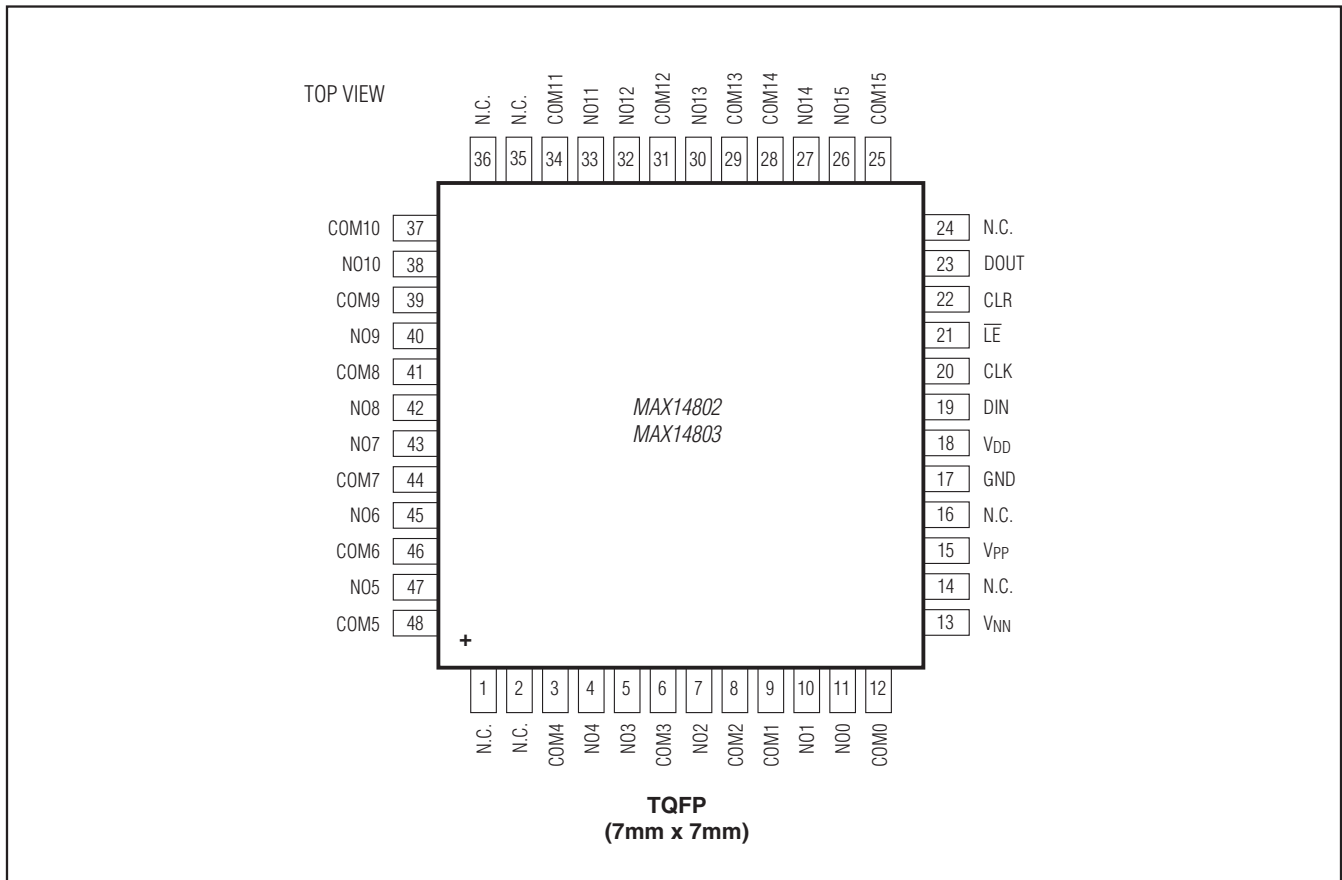 TOP VIEW
N.C.
N.C.
COM11
NO11
NO12
COM12
NO13
COM13
COM14
NO14
NO15
COM15
36 35 34 33 32 31 30 29 28 27 26 25
COM10 37
NO10 38
COM9 39
NO9 40
COM8 41
NO8 42
NO7 43
COM7 44
NO6 45
COM6 46
NO5 47
COM5 48
MAX14802
MAX14803
24 N.C.
23 DOUT
22 CLR
21 L̅E̅
20 CLK
19 DIN
18 VDD
17 GND
16 N.C.
15 VPP
14 N.C.
13 VNN
+
1 2 3 4 5 6 7 8 9 10 11 12
N.C.
N.C.
COM4
NO4
NO3
COM3
NO2
COM2
COM1
NO1
NO0
COM0
TQFP
(7mm x 7mm)